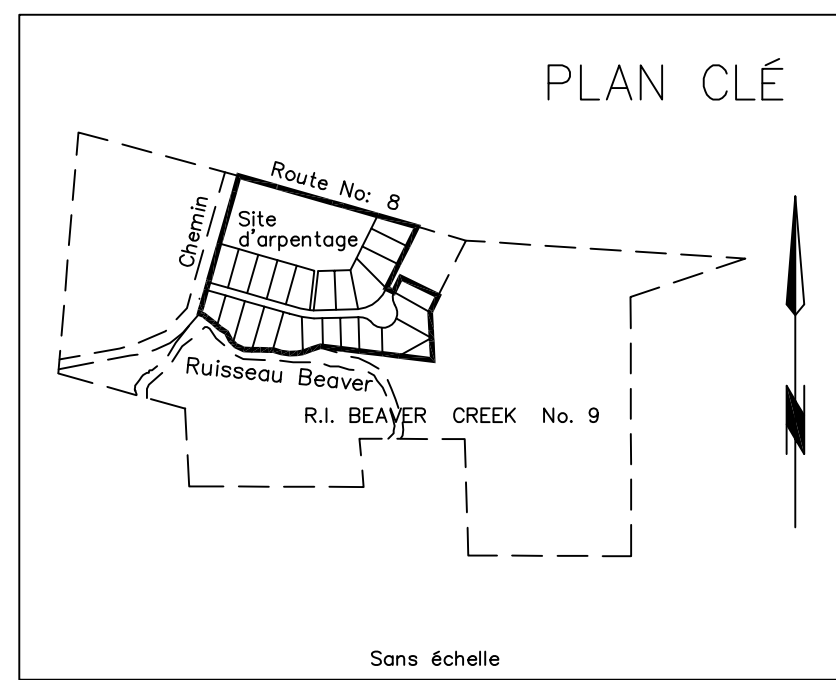 PLAN CLÉ
Route No: 8
Chemin
Site
d'arpentage
Ruisseau Beaver
R.I. BEAVER CREEK No. 9
N
Sans échelle